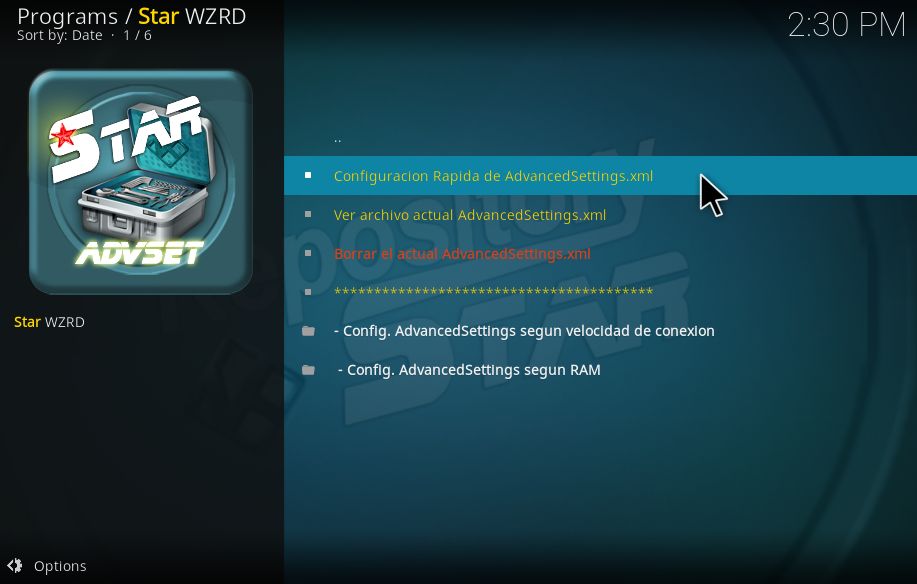 Programs / Star WZRD
Sort by: Date · 1 / 6
2:30 PM
STAR
ADVSET
Star WZRD
..
Configuracion Rapida de AdvancedSettings.xml
Ver archivo actual AdvancedSettings.xml
Borrar el actual AdvancedSettings.xml
****************************************
- Config. AdvancedSettings segun velocidad de conexion
- Config. AdvancedSettings segun RAM
Repository
STAR
Options